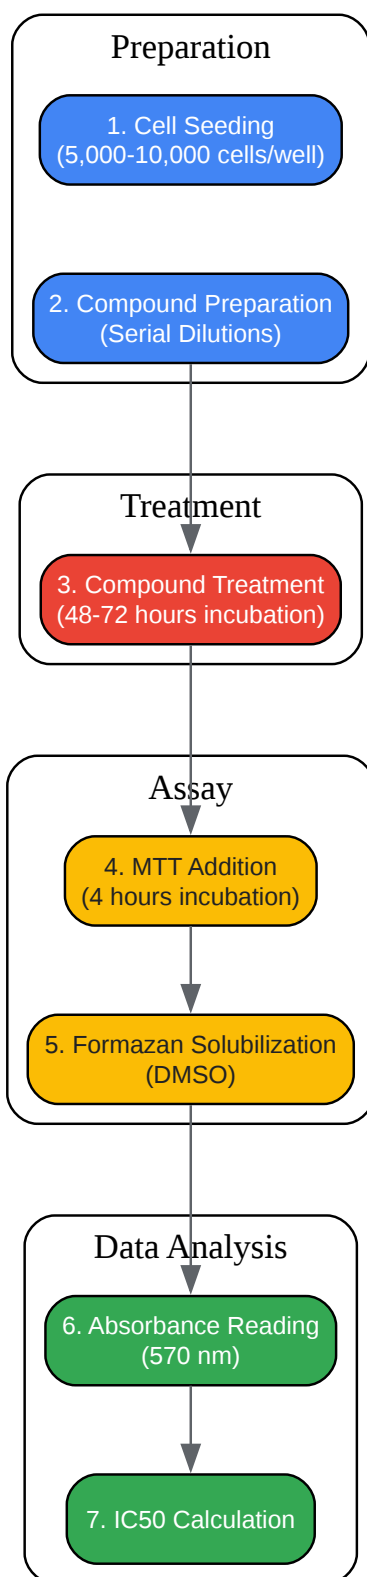 Preparation
1. Cell Seeding
(5,000-10,000 cells/well)
2. Compound Preparation
(Serial Dilutions)
Treatment
3. Compound Treatment
(48-72 hours incubation)
Assay
4. MTT Addition
(4 hours incubation)
5. Formazan Solubilization
(DMSO)
Data Analysis
6. Absorbance Reading
(570 nm)
7. IC50 Calculation